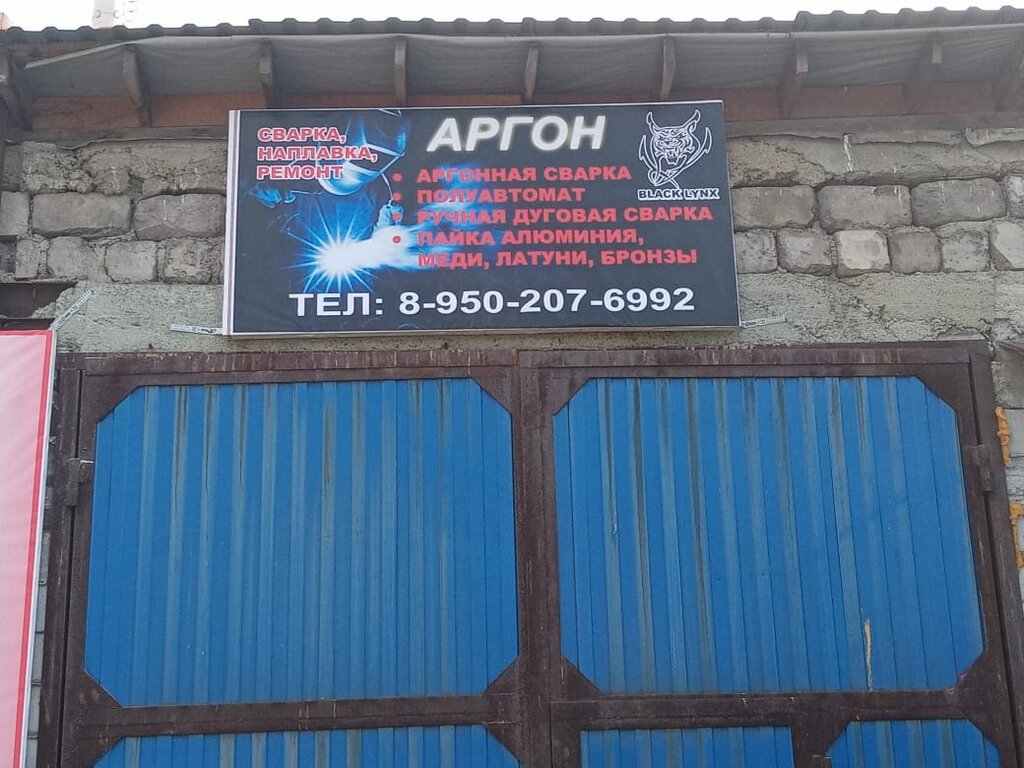 СВАРКА,
НАПЛАВКА,
РЕМОНТ
АРГОН
• АРГОННАЯ СВАРКА
• ПОЛУАВТОМАТ
• РУЧНАЯ ДУГОВАЯ СВАРКА
• ПАЙКА АЛЮМИНИЯ,
МЕДИ, ЛАТУНИ, БРОНЗЫ
BLACK LYNX
ТЕЛ: 8-950-207-6992